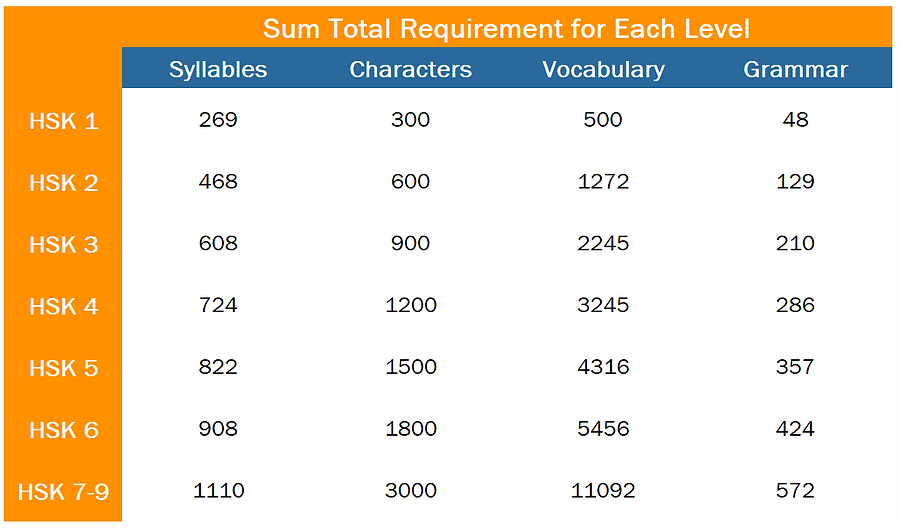 Sum Total Requirement for Each Level
Syllables Characters Vocabulary Grammar
HSK 1 269 300 500 48
HSK 2 468 600 1272 129
HSK 3 608 900 2245 210
HSK 4 724 1200 3245 286
HSK 5 822 1500 4316 357
HSK 6 908 1800 5456 424
HSK 7-9 1110 3000 11092 572